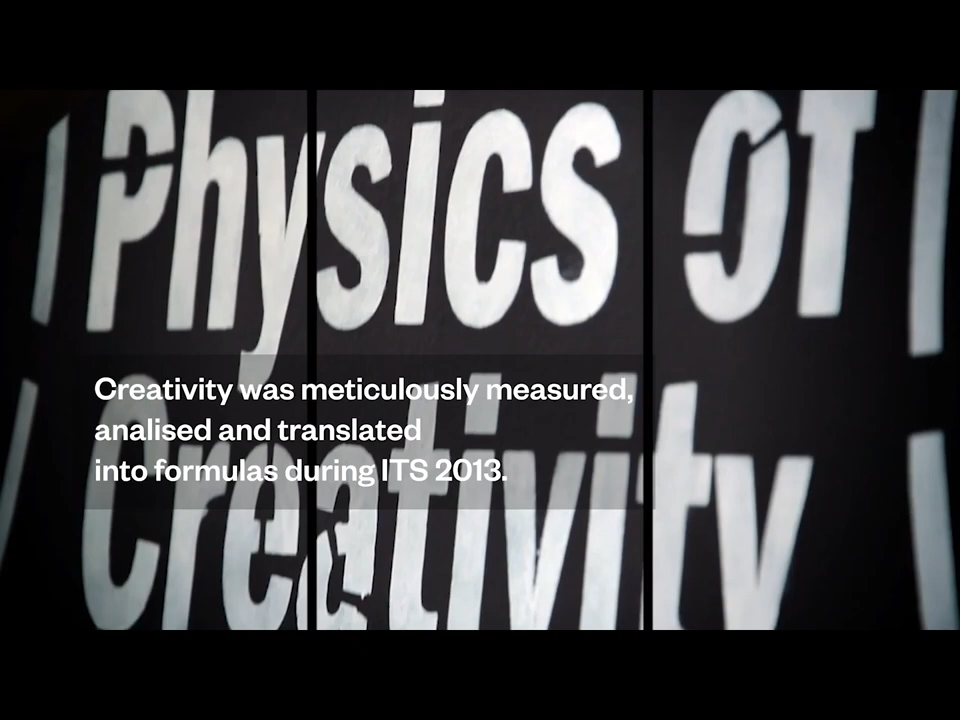 Physics of
Creativity
Creativity was meticulously measured,
analised and translated
into formulas during ITS 2013.